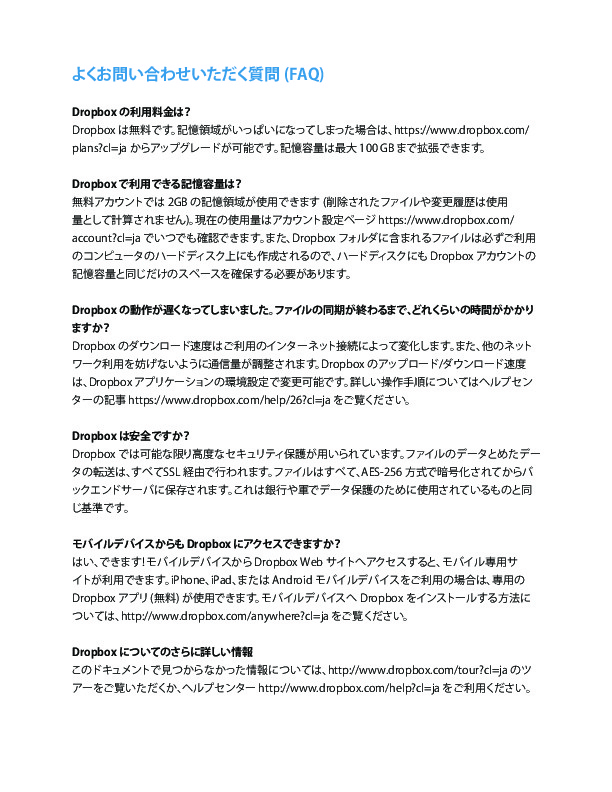 よくお問い合わせいただく質問 (FAQ)
Dropbox の利用料金は？
Dropbox は無料です。記憶領域がいっぱいになってしまった場合は、https://www.dropbox.com/
plans?cl=ja からアップグレードが可能です。記憶容量は最大 100 GB まで拡張できます。
Dropbox で利用できる記憶容量は？
無料アカウントでは 2GB の記憶領域が使用できます (削除されたファイルや変更履歴は使用
量として計算されません)。現在の使用量はアカウント設定ページ https://www.dropbox.com/
account?cl=ja でいつでも確認できます。また、Dropbox フォルダに含まれるファイルは必ずご利用
のコンピュータのハードディスク上にも作成されるので、ハードディスクにも Dropbox アカウントの
記憶容量と同じだけのスペースを確保する必要があります。
Dropbox の動作が遅くなってしまいました。ファイルの同期が終わるまで、どれくらいの時間がかかり
ますか？
Dropbox のダウンロード速度はご利用のインターネット接続によって変化します。また、他のネット
ワーク利用を妨げないように通信量が調整されます。Dropbox のアップロード/ダウンロード速度
は、Dropbox アプリケーションの環境設定で変更可能です。詳しい操作手順についてはヘルプセン
ターの記事 https://www.dropbox.com/help/26?cl=ja をご覧ください。
Dropbox は安全ですか？
Dropbox では可能な限り高度なセキュリティ保護が用いられています。ファイルのデータとめたデー
タの転送は、すべてSSL 経由で行われます。ファイルはすべて、AES-256 方式で暗号化されてからバ
ックエンドサーバに保存されます。これは銀行や軍でデータ保護のために使用されているものと同
じ基準です。
モバイルデバイスからも Dropbox にアクセスできますか？
はい、できます! モバイルデバイスから Dropbox Web サイトへアクセスすると、モバイル専用サ
イトが利用できます。iPhone、iPad、または Android モバイルデバイスをご利用の場合は、専用の
Dropbox アプリ (無料) が使用できます。モバイルデバイスへ Dropbox をインストールする方法に
ついては、http://www.dropbox.com/anywhere?cl=ja をご覧ください。
Dropbox についてのさらに詳しい情報
このドキュメントで見つからなかった情報については、http://www.dropbox.com/tour?cl=ja のツ
アーをご覧いただくか、ヘルプセンター http://www.dropbox.com/help?cl=ja をご利用ください。